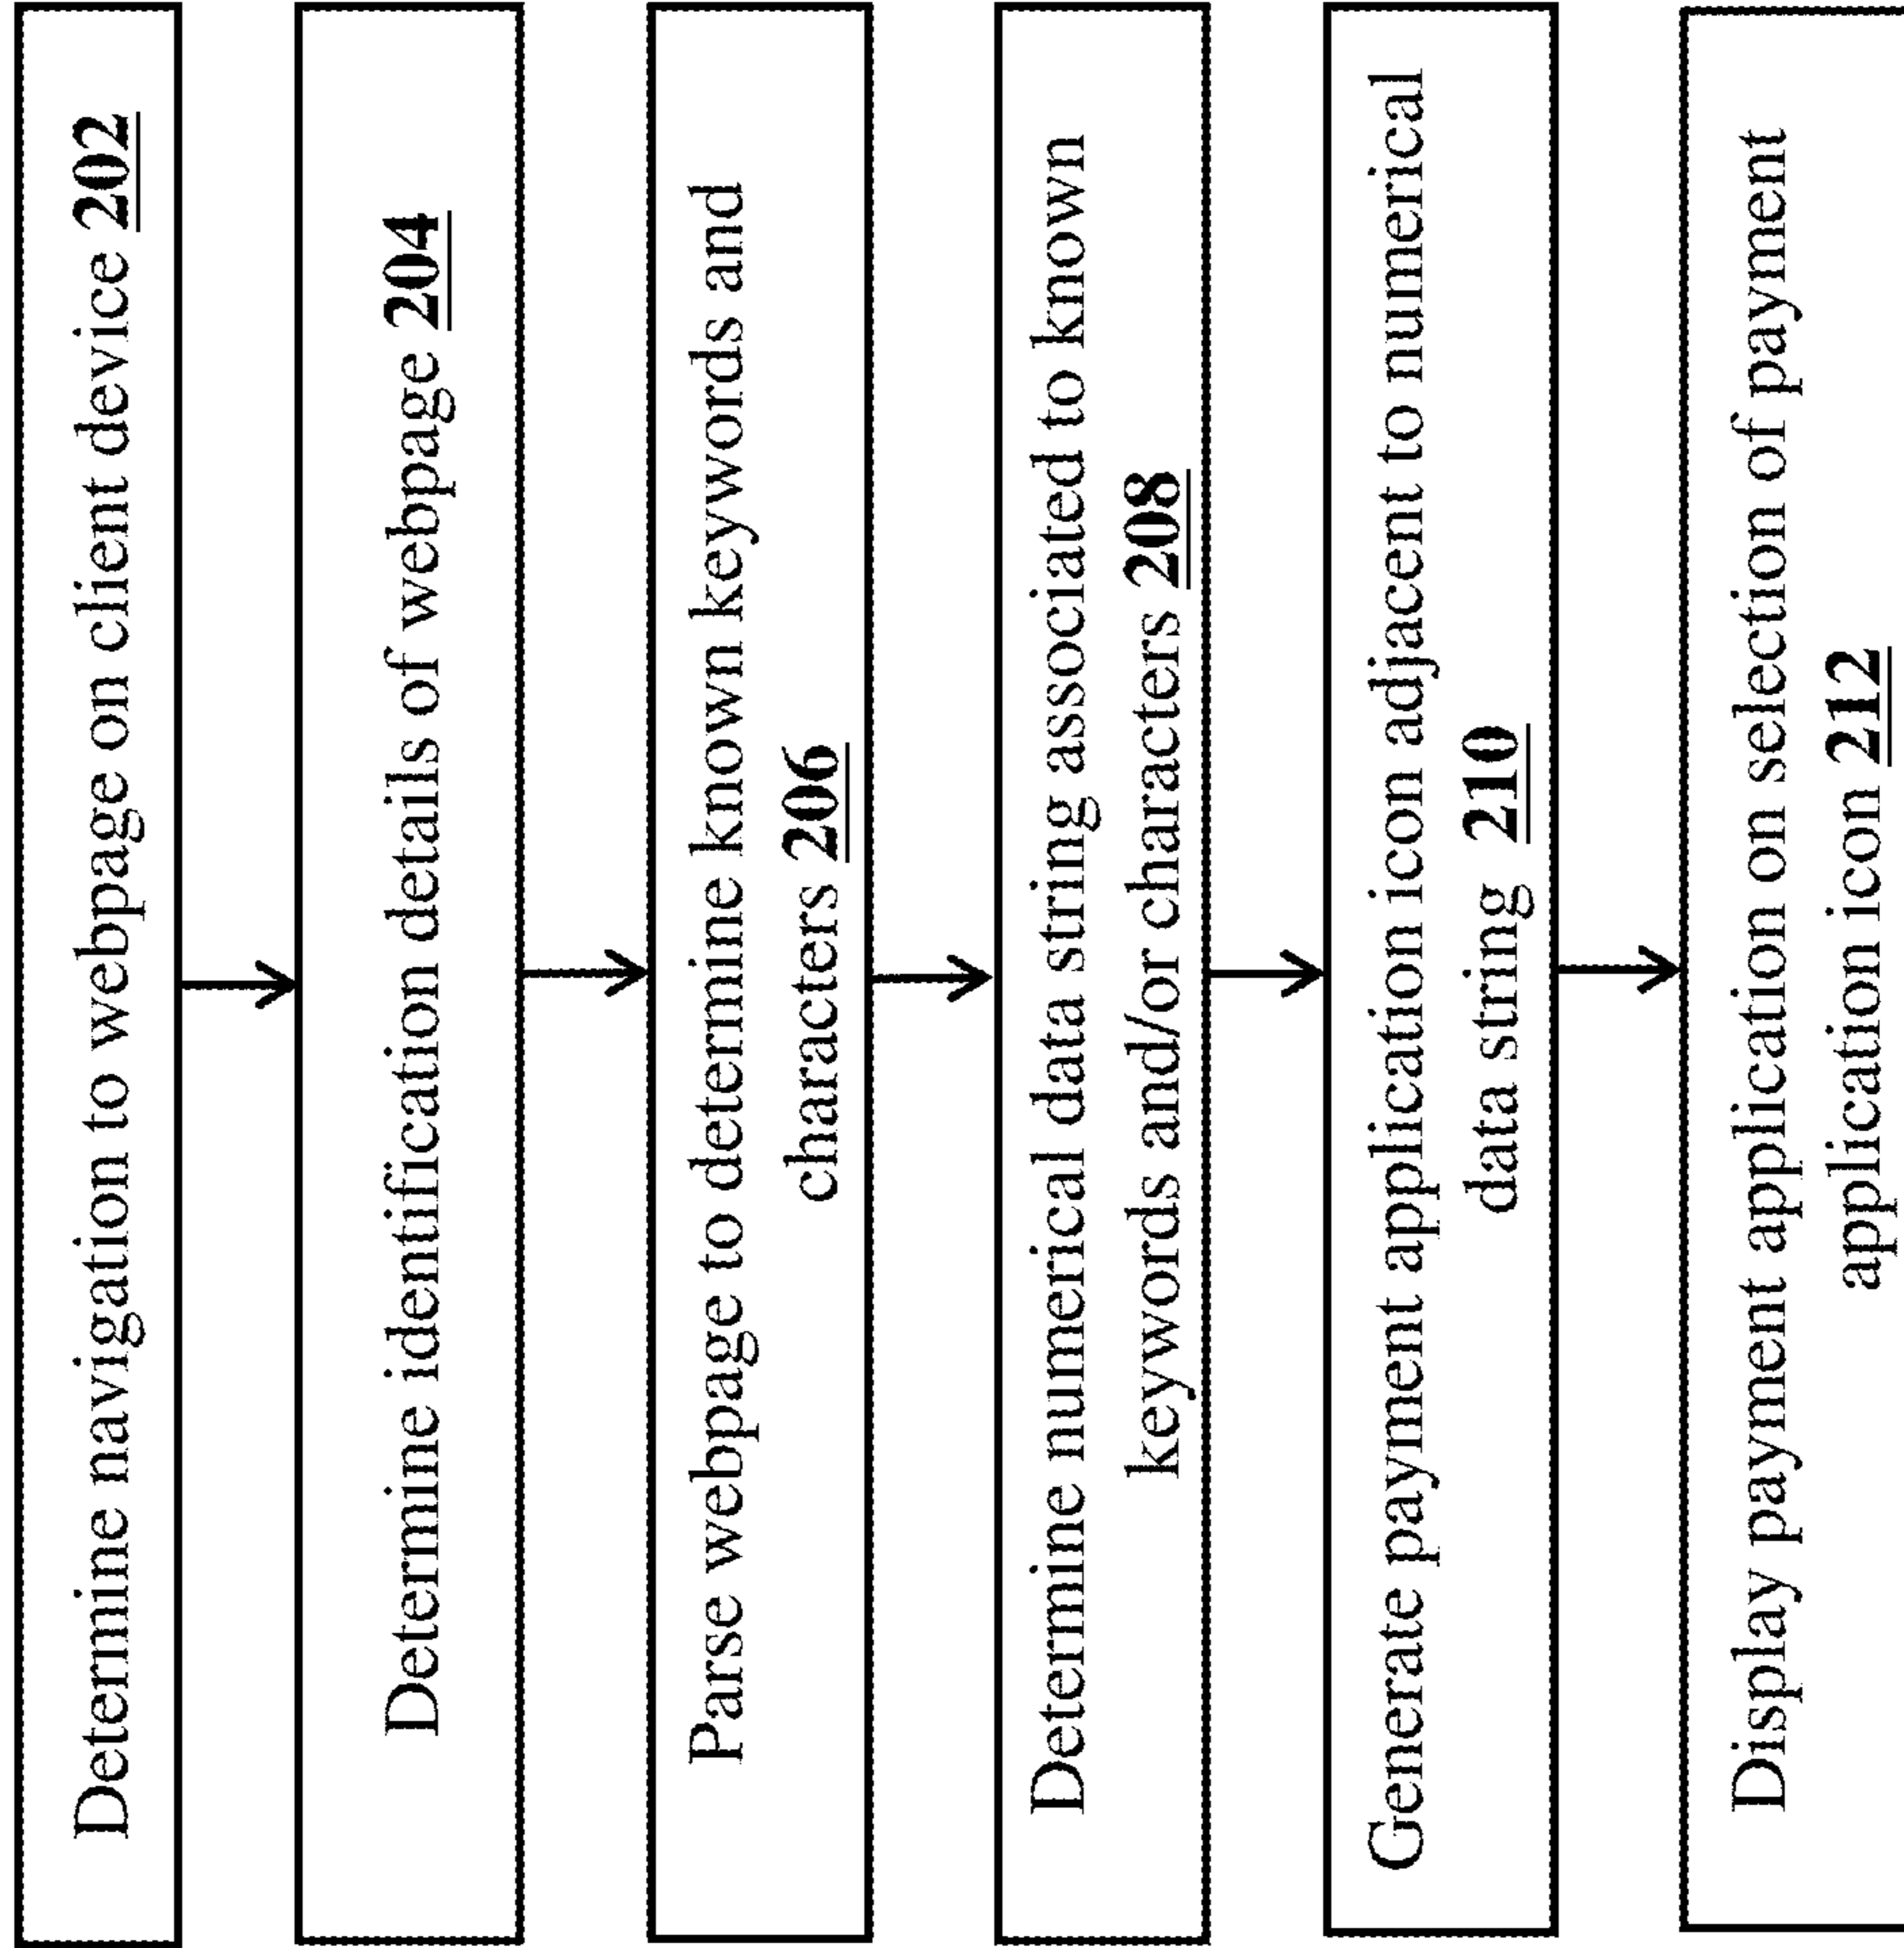 Determine navigation to webpage on client device 202
Determine identification details of webpage 204
Parse webpage to determine known keywords and
characters 206
Determine numerical data string associated to known
keywords and/or characters 208
Generate payment application icon adjacent to numerical
data string 210
Display payment application on selection of payment
application icon 212